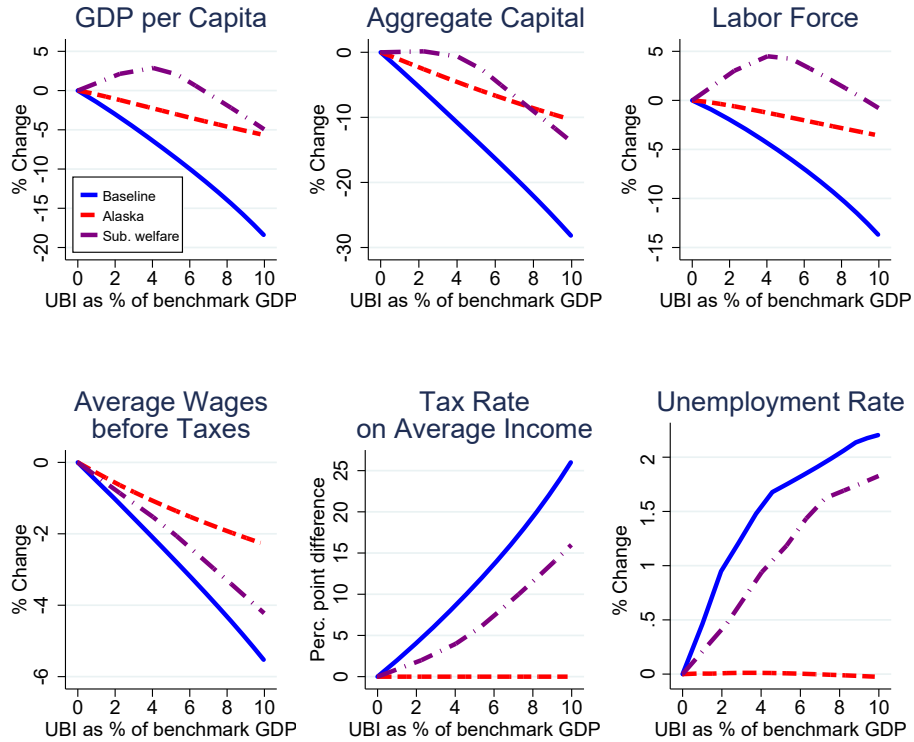 GDP per Capita
% Change
5
0
-5
-10
-15
-20
Baseline
Alaska
Sub. welfare
0 2 4 6 8 10
UBI as % of benchmark GDP
Aggregate Capital
0
-10
-20
-30
0 2 4 6 8 10
UBI as % of benchmark GDP
Labor Force
% Change
5
0
-5
-10
-15
0 2 4 6 8 10
UBI as % of benchmark GDP
Average Wages
before Taxes
% Change
0
-2
-4
-6
0 2 4 6 8 10
UBI as % of benchmark GDP
Tax Rate
on Average Income
Perc. point difference
25
20
15
10
5
0
0 2 4 6 8 10
UBI as % of benchmark GDP
Unemployment Rate
% Change
2
1.5
1
.5
0
0 2 4 6 8 10
UBI as % of benchmark GDP